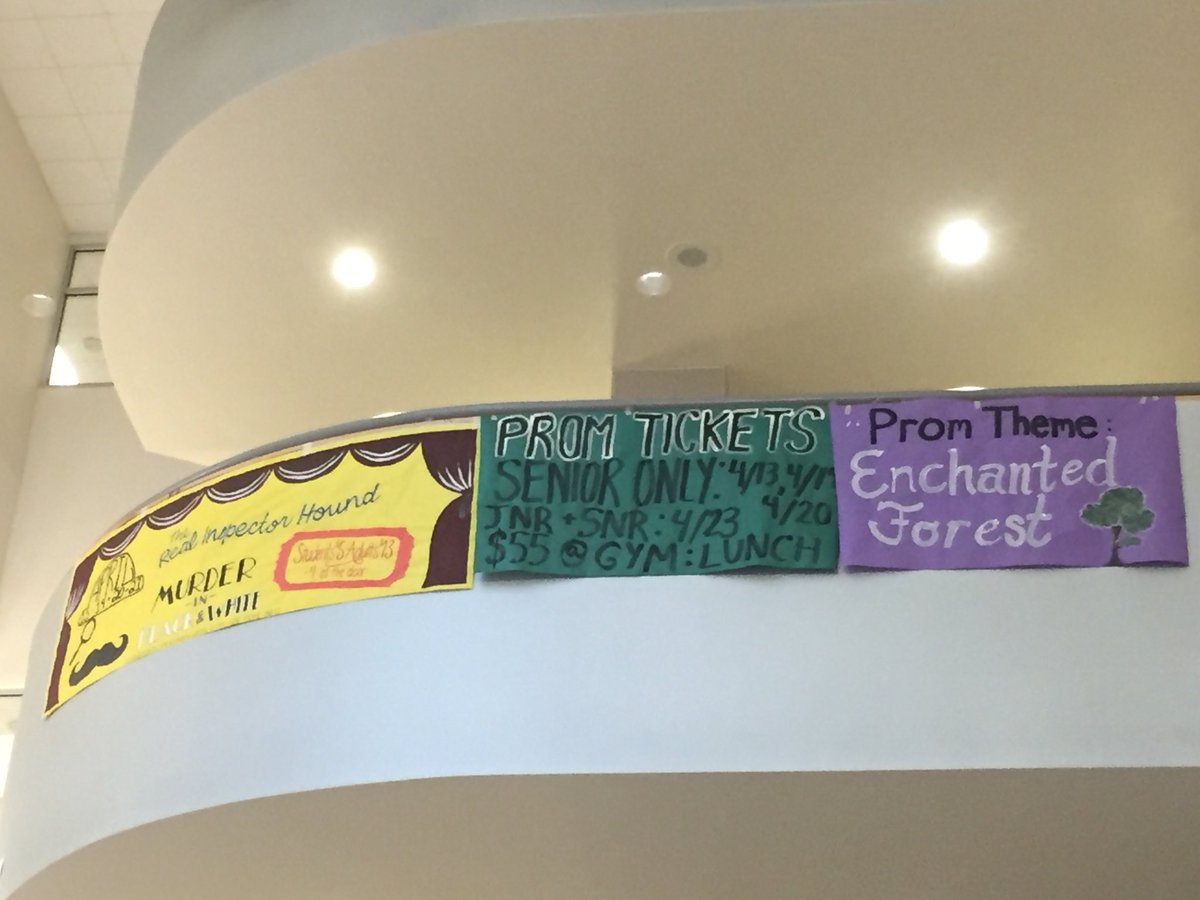 The
Real Inspector Hound
MURDER
-IN-
BLACK & WHITE
APRIL
PROM TICKETS
SENIOR ONLY: 4/13, 4/17
4/20
JNR + SNR: 4/23
$55 @ GYM: LUNCH
Prom Theme:
Enchanted
Forest